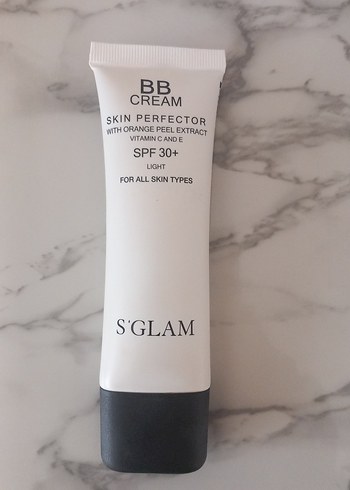 BB
CREAM
SKIN PERFECTOR
WITH ORANGE PEEL EXTRACT
VITAMIN C AND E
SPF 30+
LIGHT
FOR ALL SKIN TYPES
S'GLAM